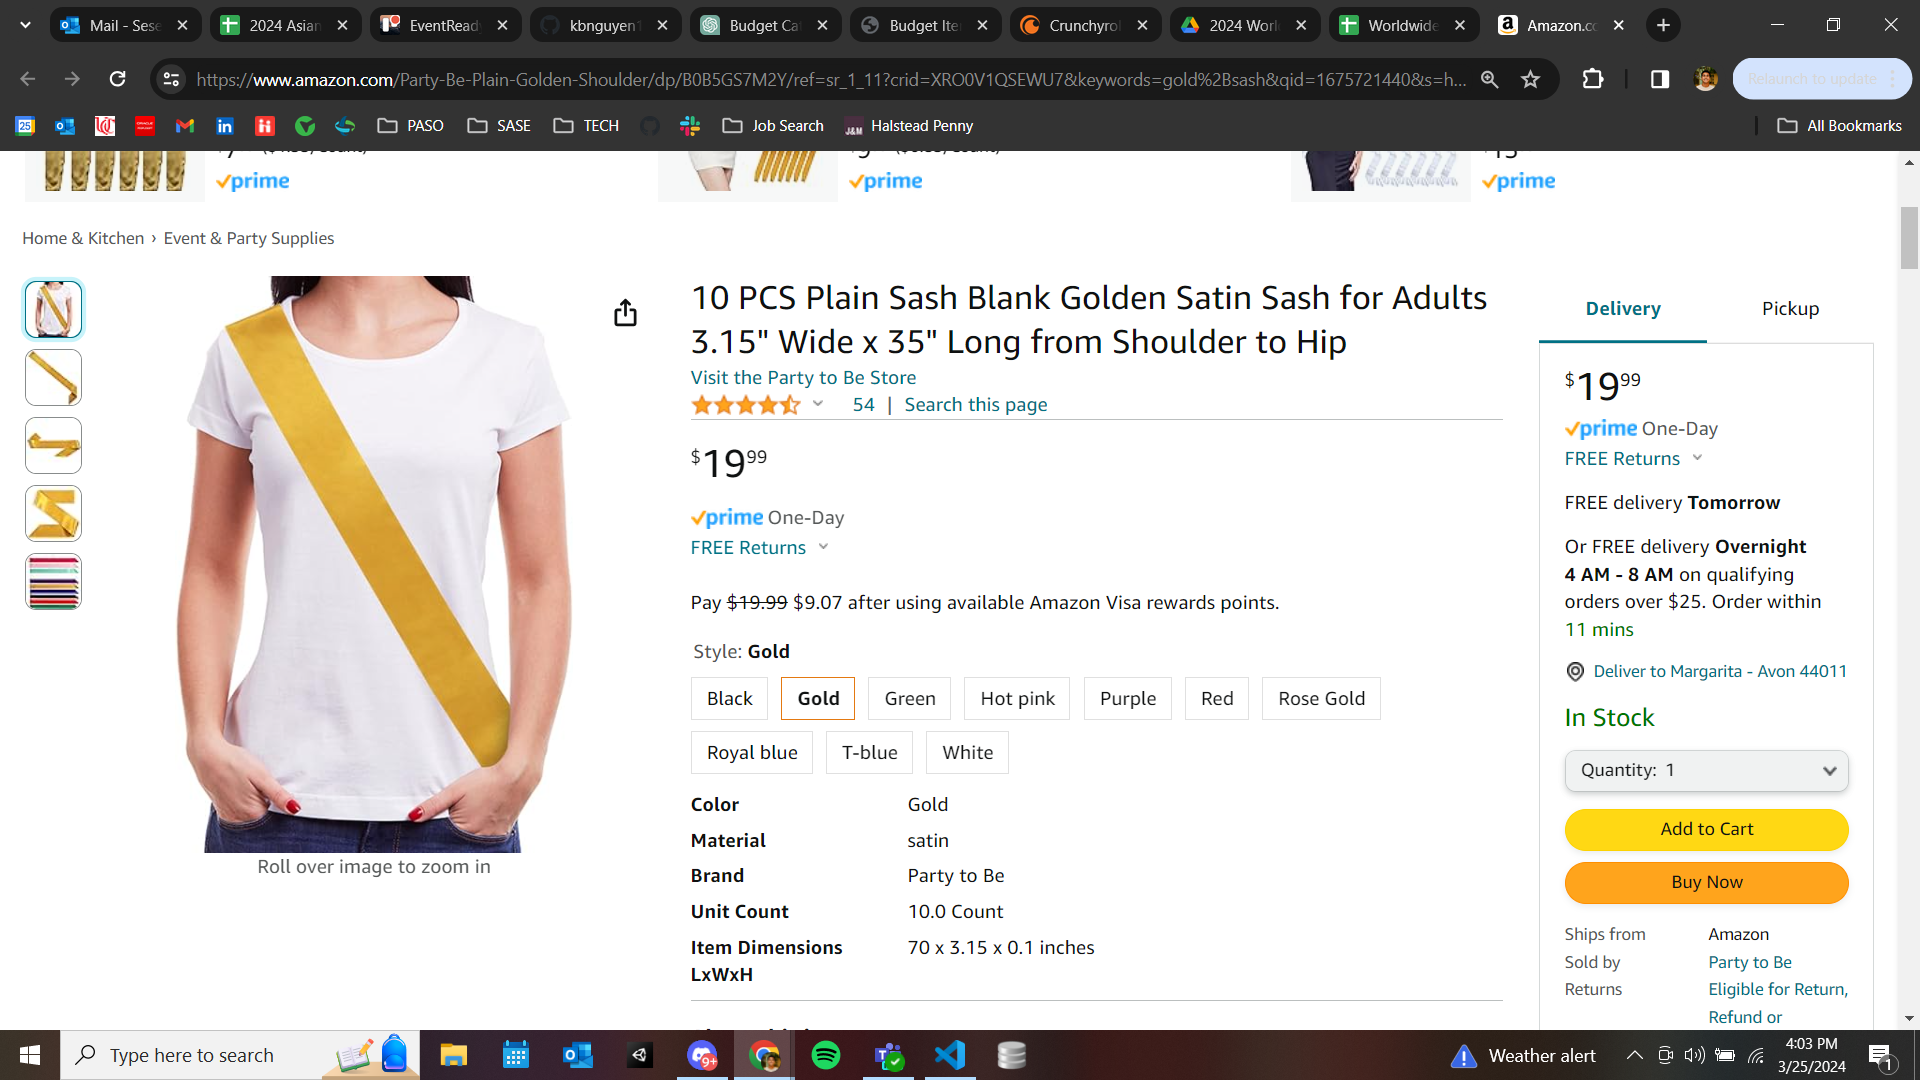 Mail - Sese
2024 Asian
EventReady
kbnguyen1
Budget Ca
Budget Ite
Crunchyrol
2024 Worl
Worldwide
Amazon.co
https://www.amazon.com/Party-Be-Plain-Golden-Shoulder/dp/B0B5GS7M2Y/ref=sr_1_11?crid=XRO0V1QSEWU7&keywords=gold%2Bsash&qid=1675721440&s=h...
Relaunch to update
25
PASO
SASE
TECH
Job Search
J&M
Halstead Penny
All Bookmarks
prime
prime
prime
Home & Kitchen › Event & Party Supplies
10 PCS Plain Sash Blank Golden Satin Sash for Adults
3.15" Wide x 35" Long from Shoulder to Hip
Visit the Party to Be Store
54 | Search this page
$19 99
prime One-Day
FREE Returns
Pay $19.99 $9.07 after using available Amazon Visa rewards points.
Style: Gold
Black
Gold
Green
Hot pink
Purple
Red
Rose Gold
Royal blue
T-blue
White
Color Gold
Material satin
Brand Party to Be
Unit Count 10.0 Count
Item Dimensions 70 x 3.15 x 0.1 inches
LxWxH
Roll over image to zoom in
Delivery
Pickup
$19 99
prime One-Day
FREE Returns
FREE delivery Tomorrow
Or FREE delivery Overnight
4 AM - 8 AM on qualifying
orders over $25. Order within
11 mins
Deliver to Margarita - Avon 44011
In Stock
Quantity: 1
Add to Cart
Buy Now
Ships from Amazon
Sold by Party to Be
Returns Eligible for Return,
Refund or
Type here to search
9+
Weather alert
4:03 PM
3/25/2024
1